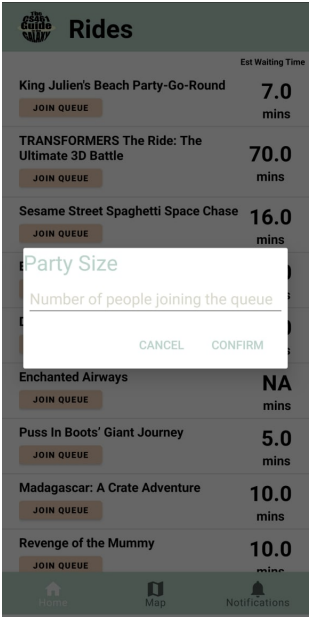 The
CS461
Guide
GALAXY
Rides
Est Waiting Time
King Julien's Beach Party-Go-Round
JOIN QUEUE
7.0
mins
TRANSFORMERS The Ride: The
Ultimate 3D Battle
JOIN QUEUE
70.0
mins
Sesame Street Spaghetti Space Chase
JOIN QUEUE
16.0
mins
Party Size
Number of people joining the queue
CANCEL
CONFIRM
Enchanted Airways
JOIN QUEUE
NA
mins
Puss In Boots' Giant Journey
JOIN QUEUE
5.0
mins
Madagascar: A Crate Adventure
JOIN QUEUE
10.0
mins
Revenge of the Mummy
JOIN QUEUE
10.0
mins
Home
Map
Notifications